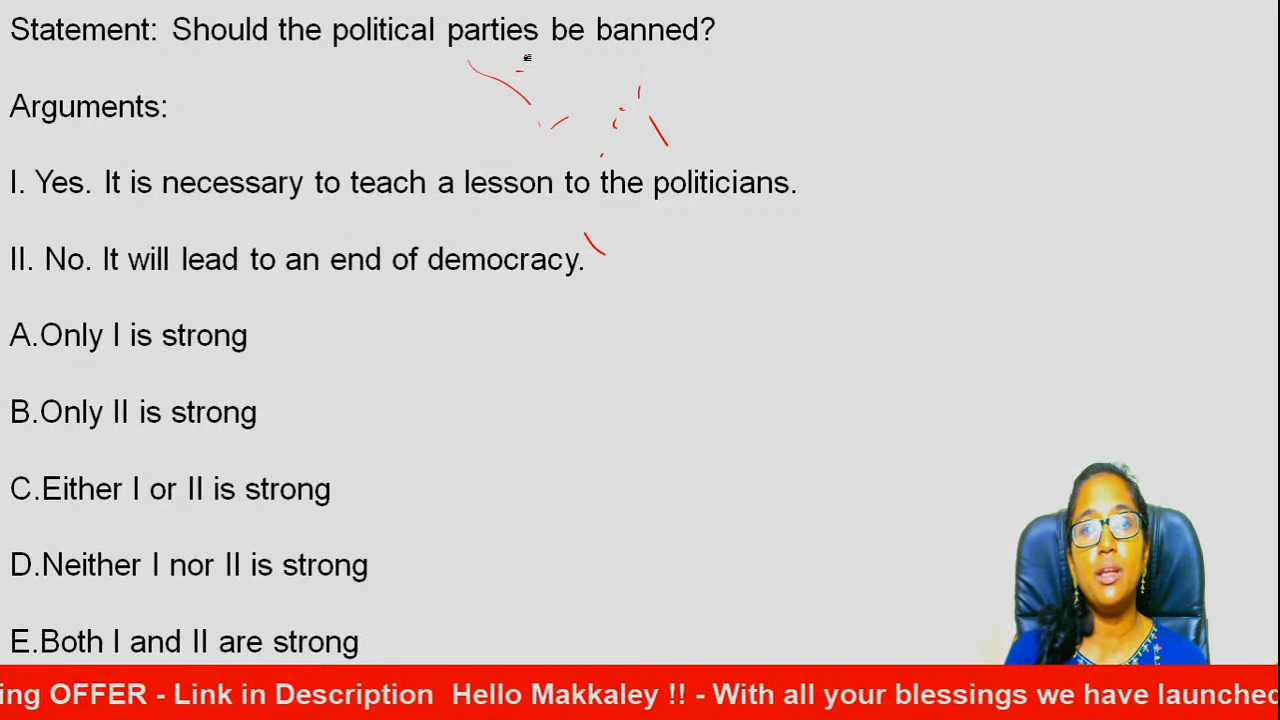 Statement: Should the political parties be banned?
Arguments:
I. Yes. It is necessary to teach a lesson to the politicians.
II. No. It will lead to an end of democracy.
A.Only I is strong
B.Only II is strong
C.Either I or II is strong
D.Neither I nor II is strong
E.Both I and II are strong
ing OFFER - Link in Description Hello Makkaley !! - With all your blessings we have launched